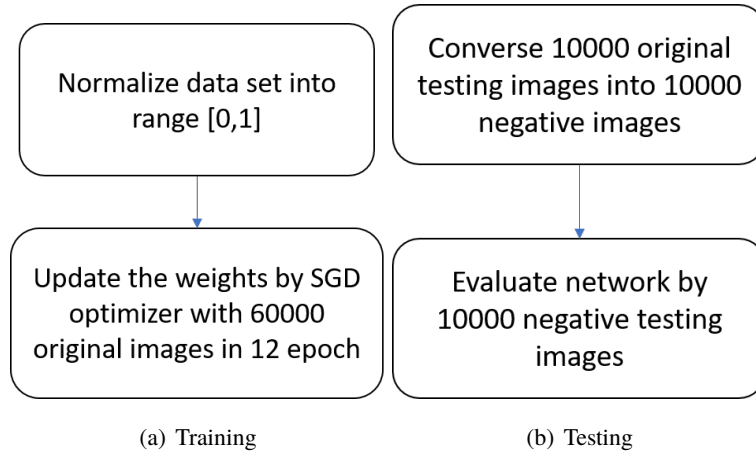 Normalize data set into
range [0,1]
Update the weights by SGD
optimizer with 60000
original images in 12 epoch
(a) Training
Converse 10000 original
testing images into 10000
negative images
Evaluate network by
10000 negative testing
images
(b) Testing